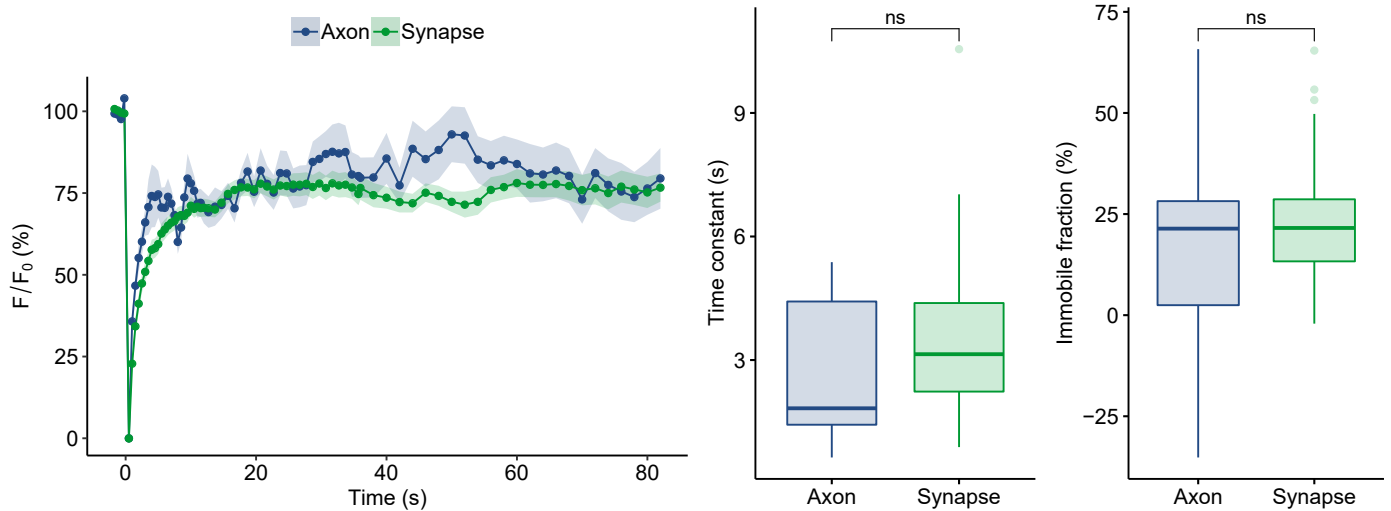 Axon Synapse
F/F₀ (%)
100
75
50
25
0
0 20 40 60 80
Time (s)
ns
Time constant (s)
9
6
3
Axon Synapse
ns
Immobile fraction (%)
75
50
25
0
−25
Axon Synapse